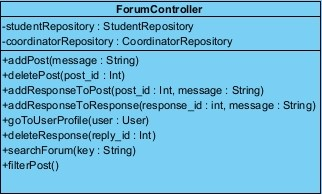 ForumController
-studentRepository : StudentRepository
-coordinatorRepository : CoordinatorRepository
+addPost(message : String)
+deletePost(post_id : Int)
+addResponseToPost(post_id : Int, message : String)
+addResponseToResponse(response_id : int, message : String)
+goToUserProfile(user : User)
+deleteResponse(reply_id : Int)
+searchForum(key : String)
+filterPost()